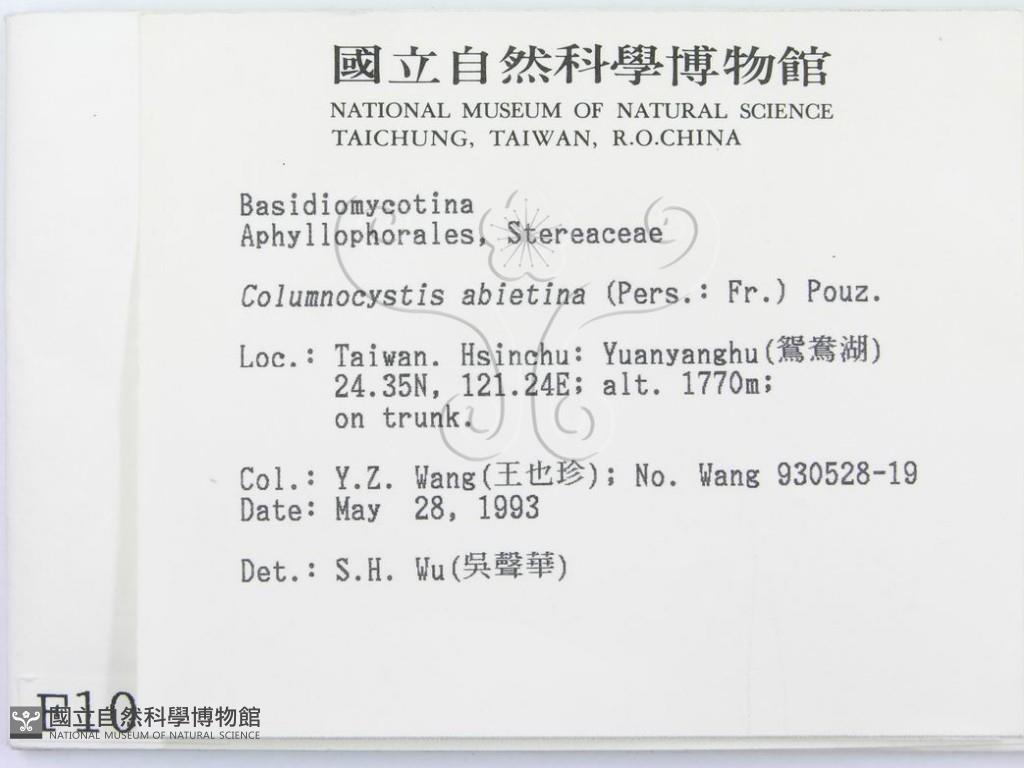 國立自然科學博物館
NATIONAL MUSEUM OF NATURAL SCIENCE
TAICHUNG, TAIWAN, R.O.CHINA
Basidiomycotina
Aphyllophorales, Stereaceae
Columnocystis abietina (Pers.: Fr.) Pouz.
Loc.: Taiwan. Hsinchu: Yuanyanghu(鴛鴦湖)
24.35N, 121.24E; alt. 1770m;
on trunk.
Col.: Y.Z. Wang(王也珍); No. Wang 930528-19
Date: May 28, 1993
Det.: S.H. Wu(吳聲華)
F10
國立自然科學博物館
NATIONAL MUSEUM OF NATURAL SCIENCE